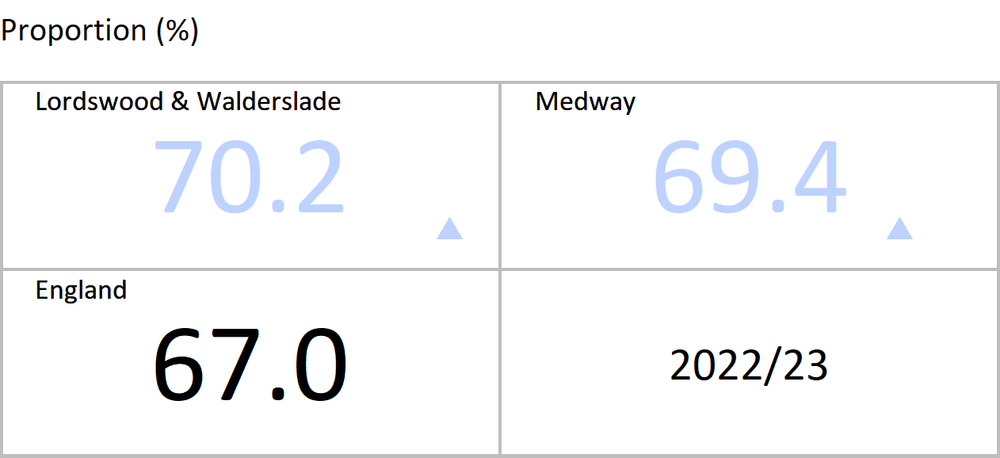 Proportion (%)
Lordswood & Walderslade
70.2
Medway
69.4
England
67.0
2022/23